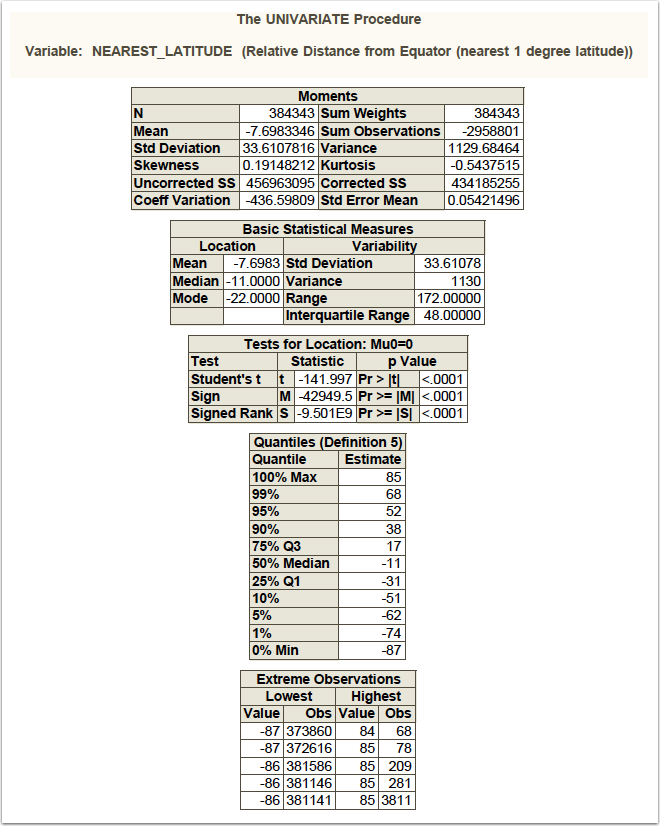 The UNIVARIATE Procedure
Variable: NEAREST_LATITUDE (Relative Distance from Equator (nearest 1 degree latitude))
Moments
N 384343 Sum Weights 384343
Mean -7.6983346 Sum Observations -2958801
Std Deviation 33.6107816 Variance 1129.68464
Skewness 0.19148212 Kurtosis -0.5437515
Uncorrected SS 456963095 Corrected SS 434185255
Coeff Variation -436.59809 Std Error Mean 0.05421496
Basic Statistical Measures
Location Variability
Mean -7.6983 Std Deviation 33.61078
Median -11.0000 Variance 1130
Mode -22.0000 Range 172.00000
Interquartile Range 48.00000
Tests for Location: Mu0=0
Test Statistic p Value
Student's t t -141.997 Pr > |t| <.0001
Sign M -42949.5 Pr >= |M| <.0001
Signed Rank S -9.501E9 Pr >= |S| <.0001
Quantiles (Definition 5)
Quantile Estimate
100% Max 85
99% 68
95% 52
90% 38
75% Q3 17
50% Median -11
25% Q1 -31
10% -51
5% -62
1% -74
0% Min -87
Extreme Observations
Lowest Highest
Value Obs Value Obs
-87 373860 84 68
-87 372616 85 78
-86 381586 85 209
-86 381146 85 281
-86 381141 85 3811